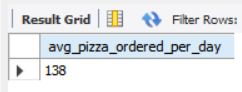 Result Grid Filter Rows:
avg_pizza_ordered_per_day
138